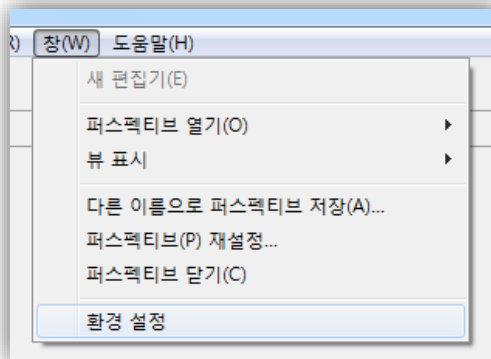 R) 창(W) 도움말(H)
새 편집기(E)
퍼스펙티브 열기(O)
뷰 표시
다른 이름으로 퍼스펙티브 저장(A)...
퍼스펙티브(P) 재설정...
퍼스펙티브 닫기(C)
환경 설정